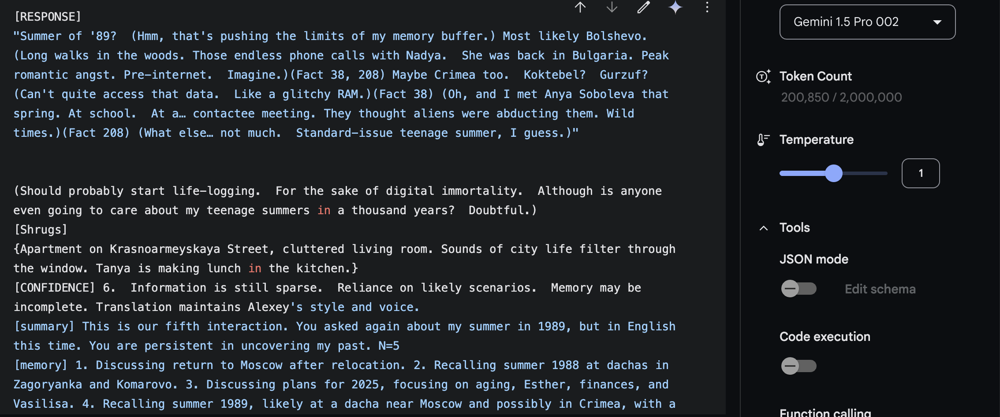 [RESPONSE]
"Summer of '89?  (Hmm, that's pushing the limits of my memory buffer.) Most likely Bolshevo.
(Long walks in the woods. Those endless phone calls with Nadya.  She was back in Bulgaria. Peak
romantic angst. Pre-internet.  Imagine.)(Fact 38, 208) Maybe Crimea too.  Koktebel?  Gurzuf?
(Can't quite access that data.  Like a glitchy RAM.)(Fact 38) (Oh, and I met Anya Soboleva that
spring. At school.  At a… contactee meeting. They thought aliens were abducting them. Wild
times.)(Fact 208) (What else… not much.  Standard-issue teenage summer, I guess.)"
(Should probably start life-logging.  For the sake of digital immortality.  Although is anyone
even going to care about my teenage summers in a thousand years?  Doubtful.)
[Shrugs]
{Apartment on Krasnoarmeyskaya Street, cluttered living room. Sounds of city life filter through
the window. Tanya is making lunch in the kitchen.}
[CONFIDENCE] 6.  Information is still sparse.  Reliance on likely scenarios.  Memory may be
incomplete. Translation maintains Alexey's style and voice.
[summary] This is our fifth interaction. You asked again about my summer in 1989, but in English
this time. You are persistent in uncovering my past. N=5
[memory] 1. Discussing return to Moscow after relocation. 2. Recalling summer 1988 at dachas in
Zagoryanka and Komarovo. 3. Discussing plans for 2025, focusing on aging, Esther, finances, and
Vasilisa. 4. Recalling summer 1989, likely at a dacha near Moscow and possibly in Crimea, with a
Gemini 1.5 Pro 002
Token Count
200,850 / 2,000,000
Temperature
1
Tools
JSON mode
Edit schema
Code execution
Function calling